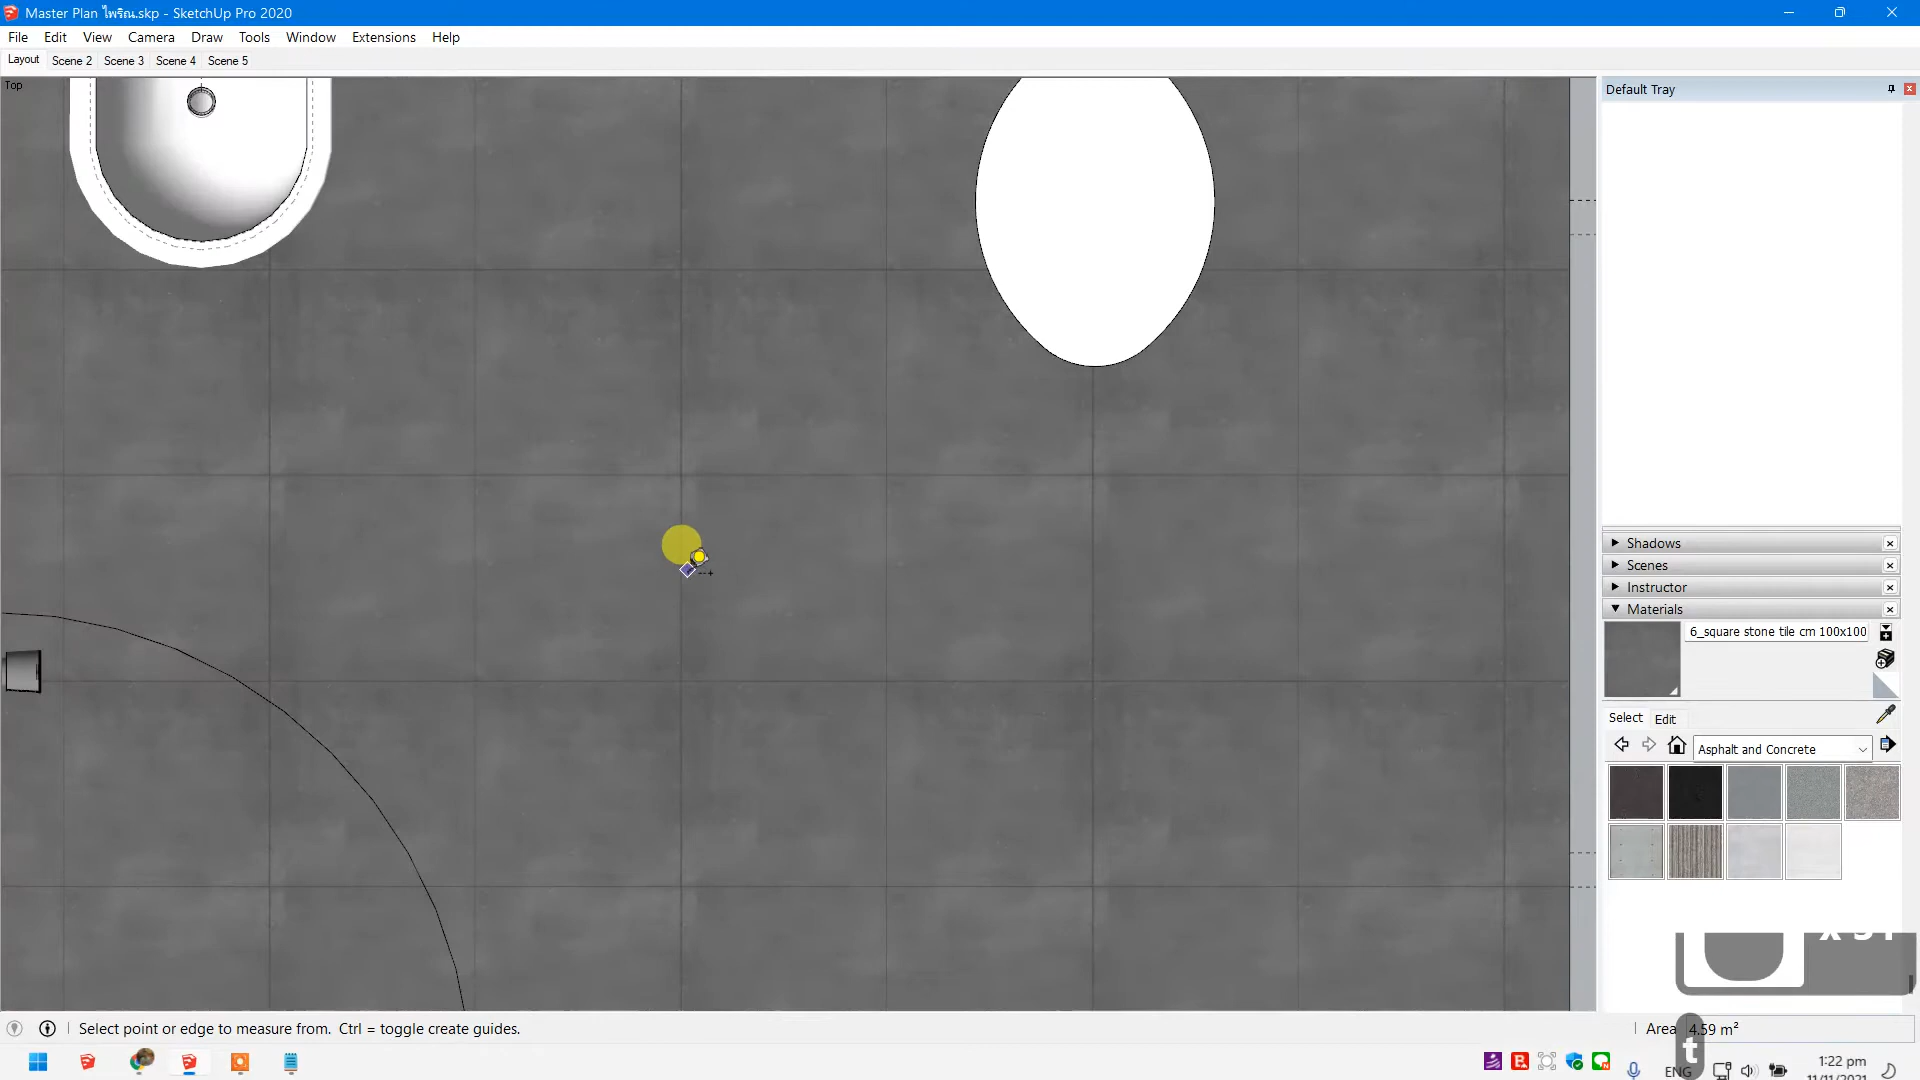 Master Plan ไพริณ.skp - SketchUp Pro 2020
File Edit View Camera Draw Tools Window Extensions Help
Layout Scene 2 Scene 3 Scene 4 Scene 5
Top
Default Tray
Shadows
Scenes
Instructor
Materials
6_square stone tile cm 100x100
Select Edit
Asphalt and Concrete
Select point or edge to measure from. Ctrl = toggle create guides.
Area 4.59 m²
t
ENG
1:22 pm
11/11/2021